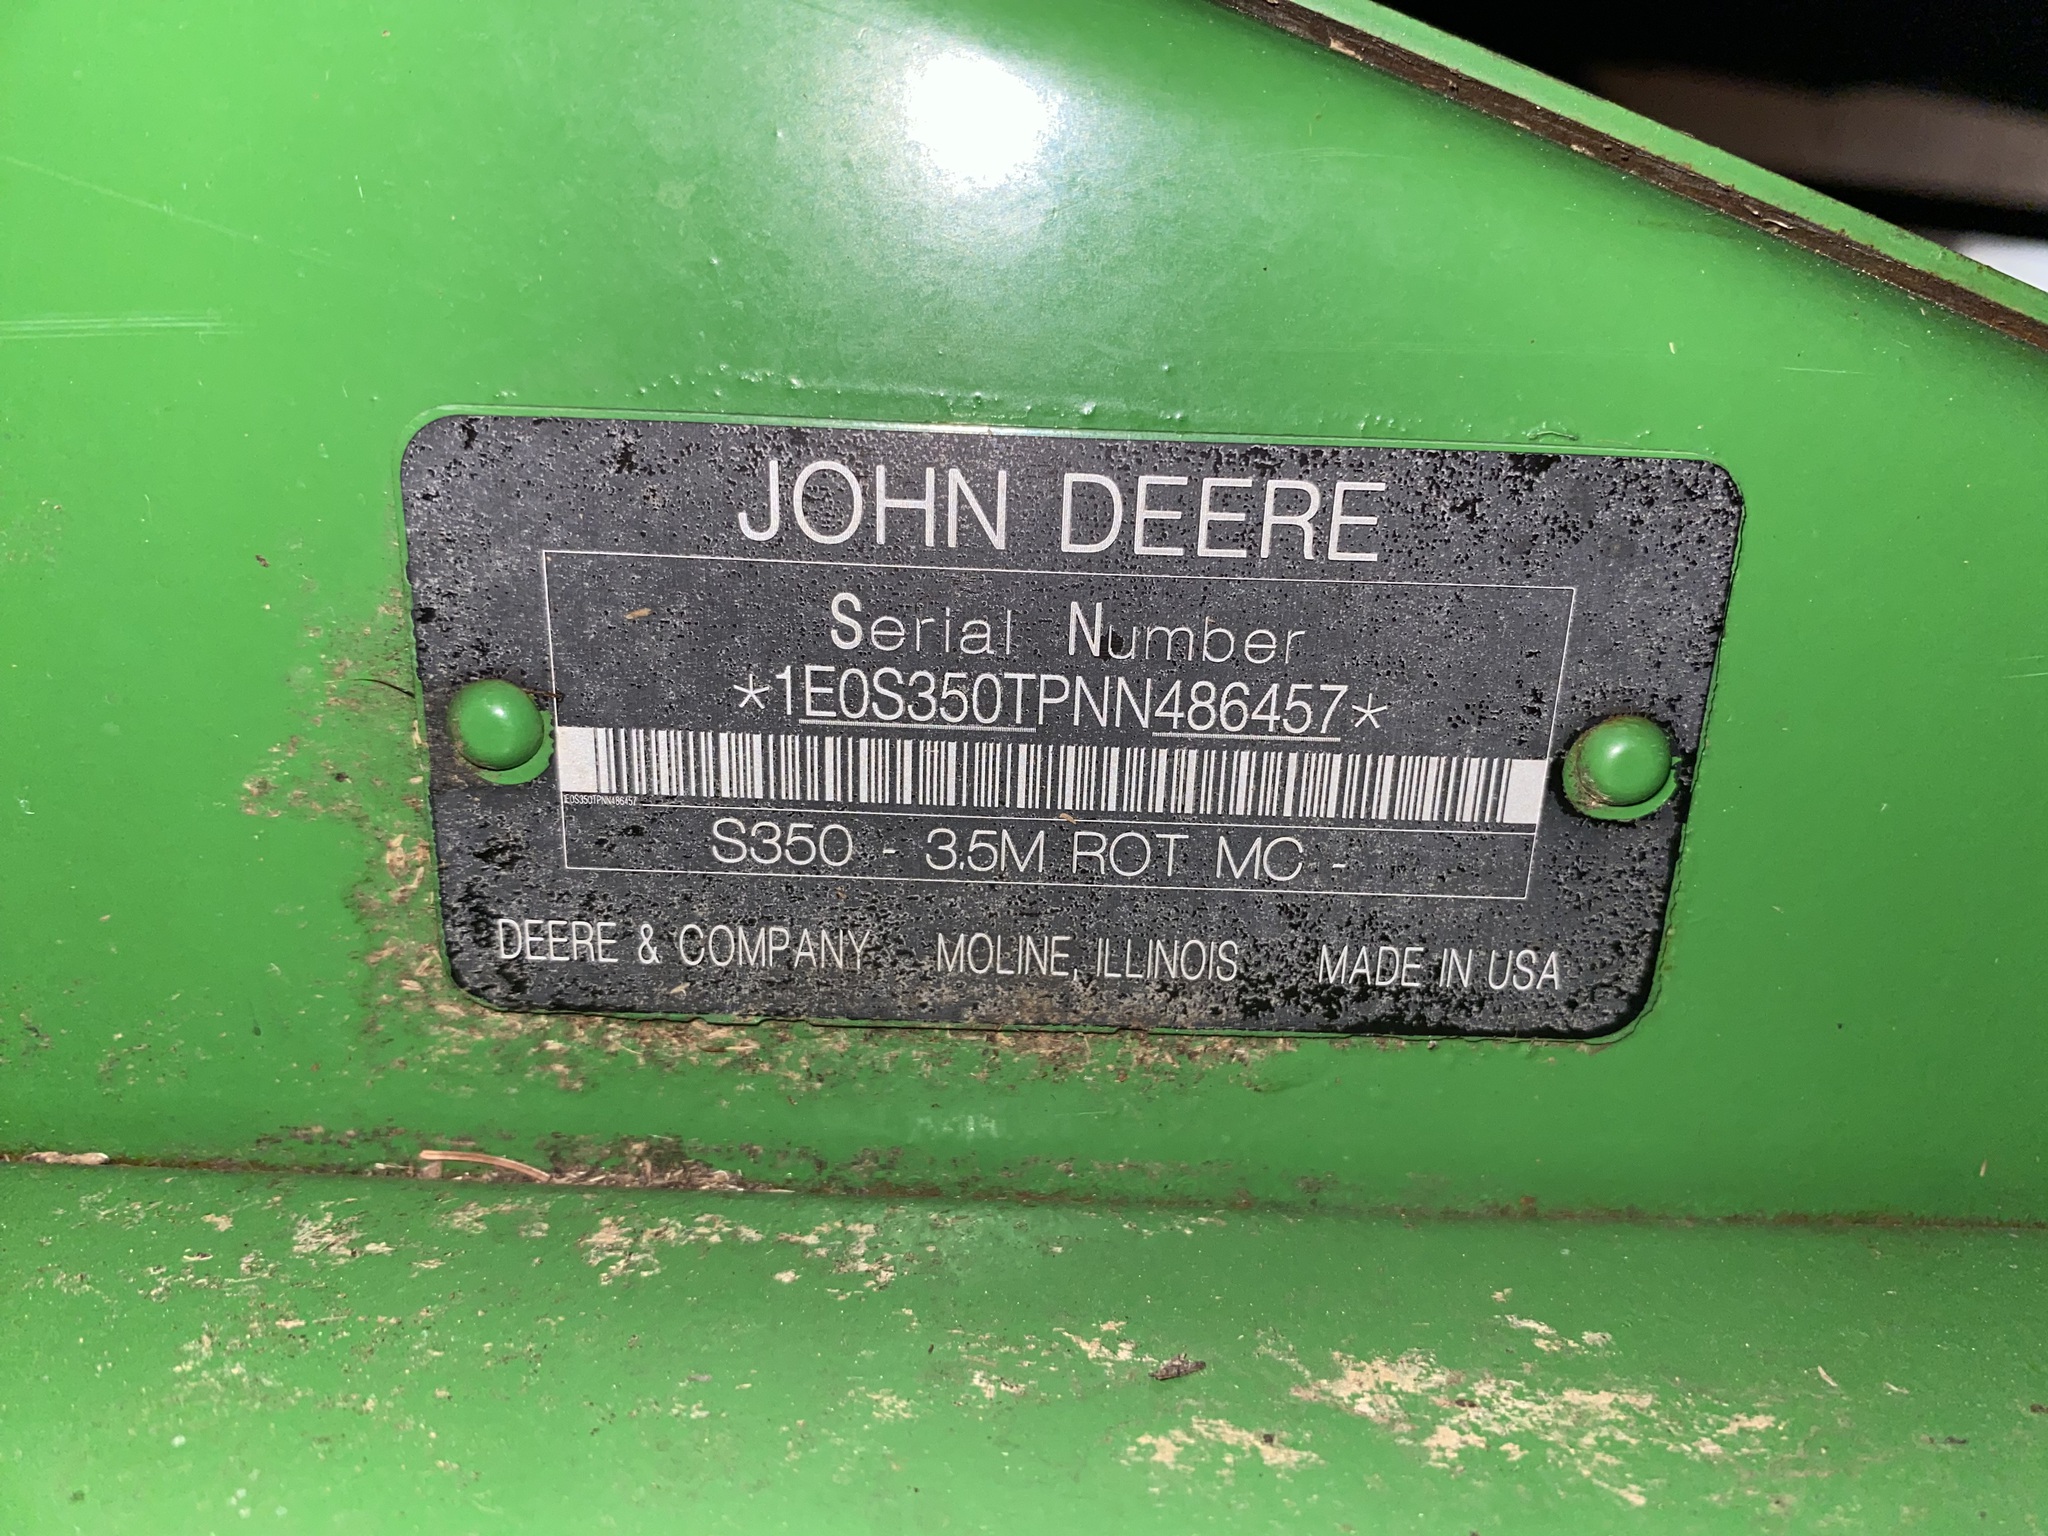 JOHN DEERE
Serial Number
*1E0S350TPNN486457*
1E0S350TPNN486457
S350 - 3.5M ROT MC -
DEERE & COMPANY MOLINE, ILLINOIS MADE IN USA